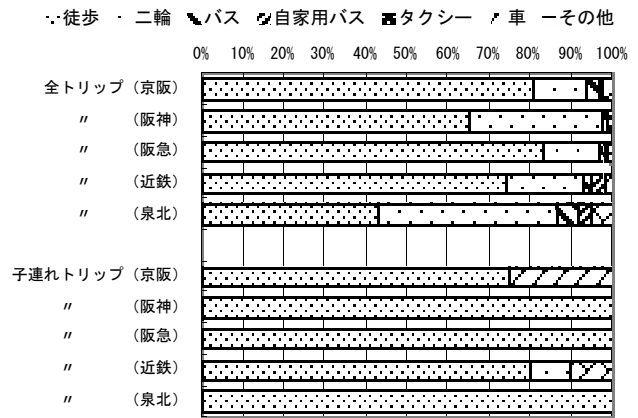 徒歩 二輪 バス 自家用バス タクシー 車 その他
0% 10% 20% 30% 40% 50% 60% 70% 80% 90% 100%
全トリップ（京阪）
〃 （阪神）
〃 （阪急）
〃 （近鉄）
〃 （泉北）
子連れトリップ（京阪）
〃 （阪神）
〃 （阪急）
〃 （近鉄）
〃 （泉北）